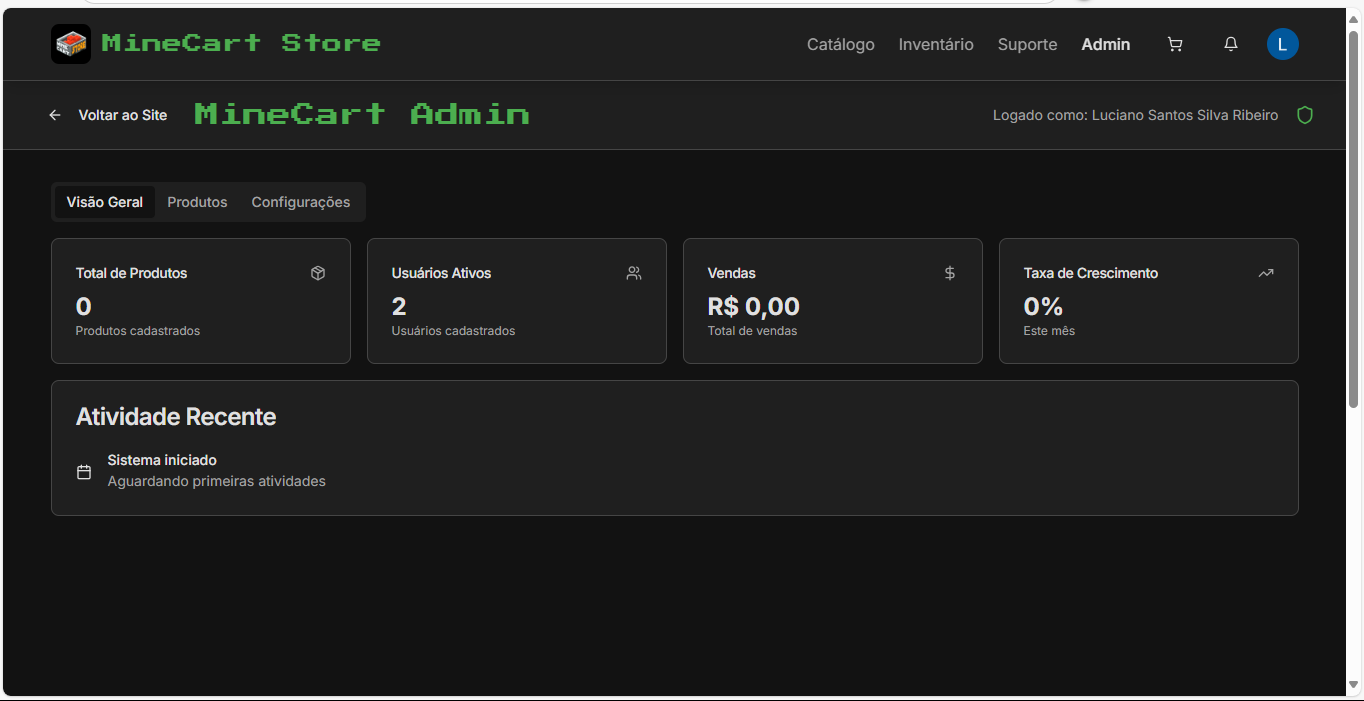 MineCart Store
Catálogo Inventário Suporte Admin L
Voltar ao Site MineCart Admin Logado como: Luciano Santos Silva Ribeiro
Visão Geral Produtos Configurações
Total de Produtos
0
Produtos cadastrados
Usuários Ativos
2
Usuários cadastrados
Vendas
R$ 0,00
Total de vendas
Taxa de Crescimento
0%
Este mês
Atividade Recente
Sistema iniciado
Aguardando primeiras atividades